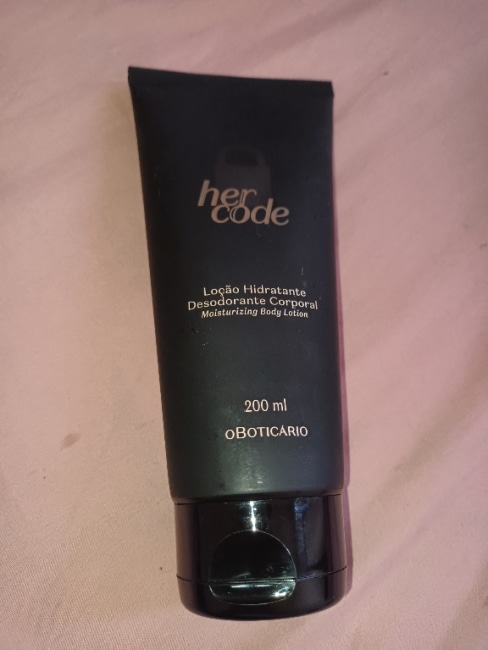 her
code
Loção Hidratante
Desodorante Corporal
Moisturizing Body Lotion
200 ml
oBOTICÁRIO